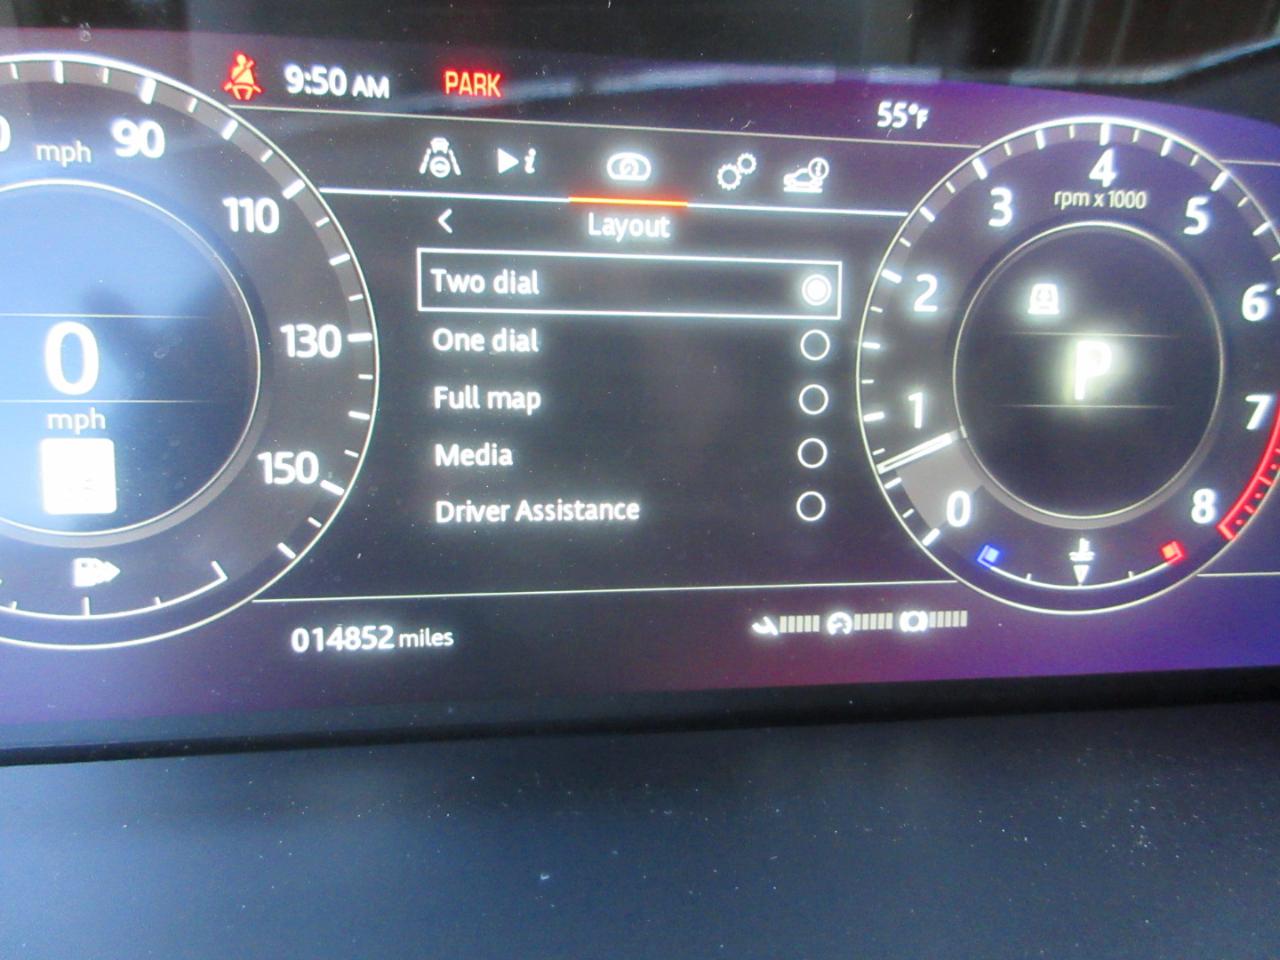 9:50 AM PARK
55°F
mph
90
110
130
150
0
mph
Layout
Two dial
One dial
Full map
Media
Driver Assistance
014852 miles
rpm x 1000
0
1
2
3
4
5
6
7
8
P